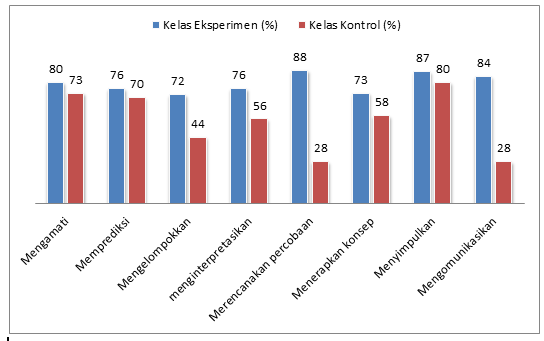 Kelas Eksperimen (%) Kelas Kontrol (%)
80 73 76 70 72 44 76 56 88 28 73 58 87 80 84 28
Mengamati
Memprediksi
Mengelompokkan
menginterpretasikan
Merencanakan percobaan
Menerapkan konsep
Menyimpulkan
Mengomunikasikan